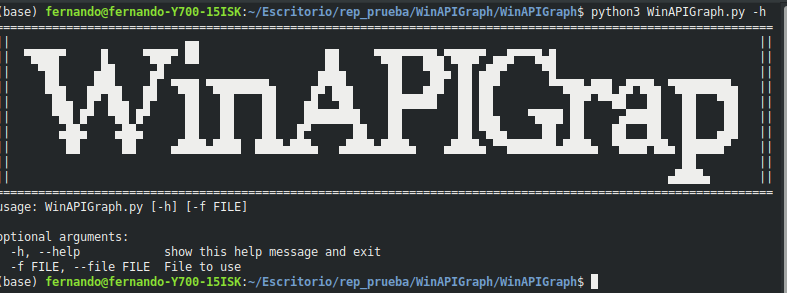 (base) fernando@fernando-Y700-15ISK:~/Escritorio/rep_prueba/WinAPIGraph/WinAPIGraph$ python3 WinAPIGraph.py -h
WinAPIGrap
usage: WinAPIGraph.py [-h] [-f FILE]
optional arguments:
-h, --help            show this help message and exit
-f FILE, --file FILE  File to use
(base) fernando@fernando-Y700-15ISK:~/Escritorio/rep_prueba/WinAPIGraph/WinAPIGraph$